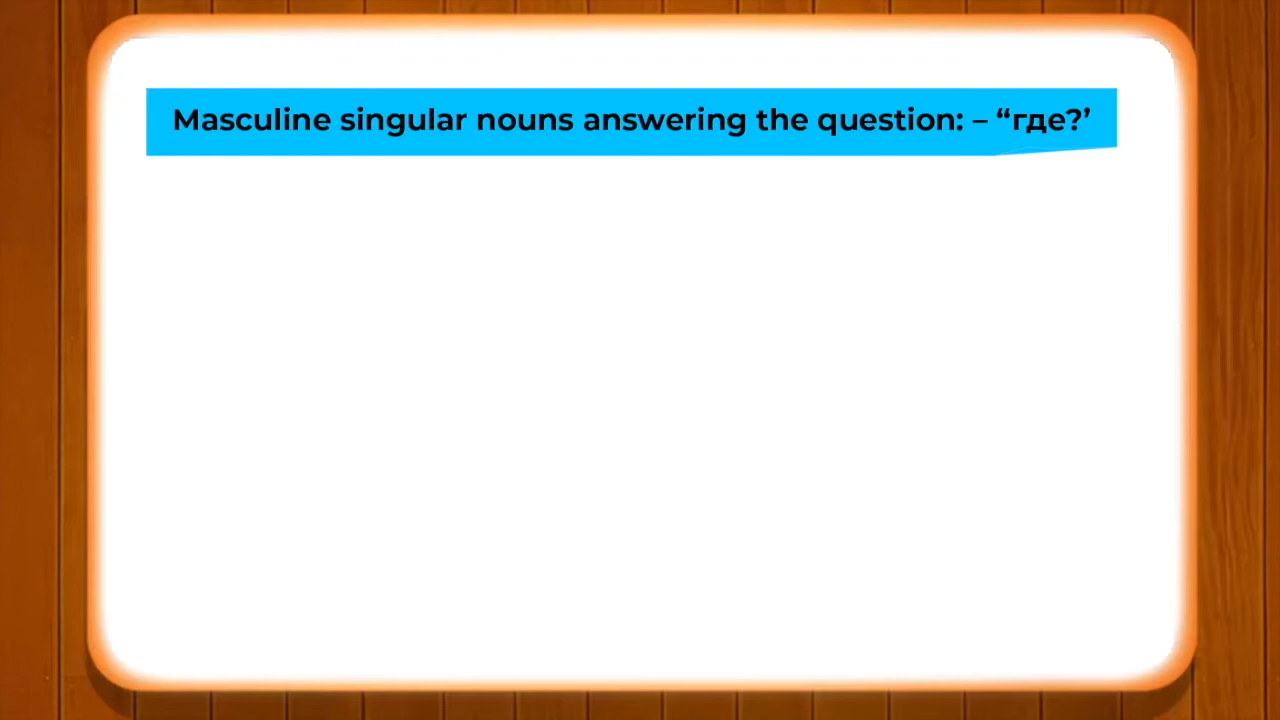 Masculine singular nouns answering the question: – “где?’